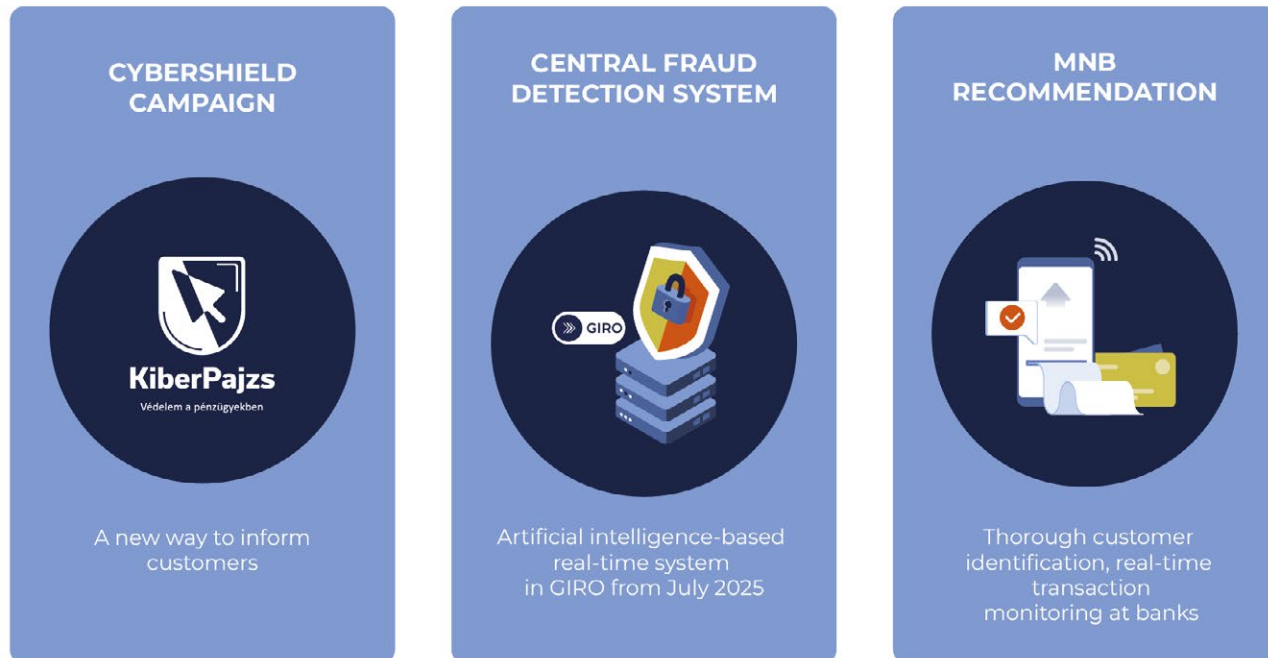 CYBERSHIELD
CAMPAIGN
KiberPajzs
Védelem a pénzügyekben
A new way to inform
customers
CENTRAL FRAUD
DETECTION SYSTEM
GIRO
Artificial intelligence-based
real-time system
in GIRO from July 2025
MNB
RECOMMENDATION
Thorough customer
identification, real-time
transaction
monitoring at banks